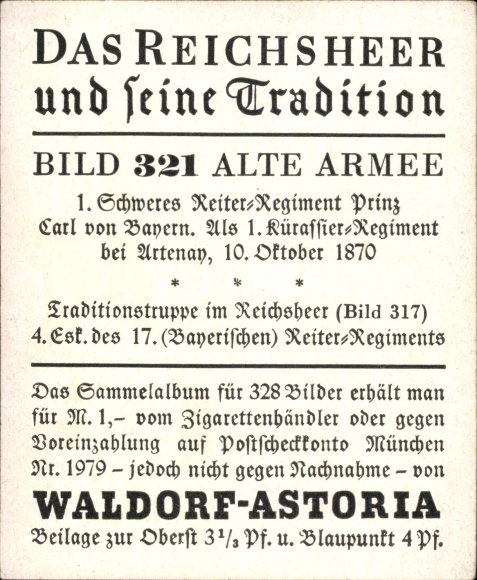 DAS REICHSHEER
und seine Tradition
BILD 321 ALTE ARMEE
1. Schweres Reiter-Regiment Prinz
Carl von Bayern. Als 1. Kürassier-Regiment
bei Artenay, 10. Oktober 1870
* * *
Traditionstruppe im Reichsheer (Bild 317)
4. Esk. des 17. (Bayerischen) Reiter-Regiments
Das Sammelalbum für 328 Bilder erhält man
für M. 1,– vom Zigarettenhändler oder gegen
Voreinzahlung auf Postscheckkonto München
Nr. 1979 – jedoch nicht gegen Nachnahme – von
WALDORF-ASTORIA
Beilage zur Oberst 3 1/3 Pf. u. Blaupunkt 4 Pf.